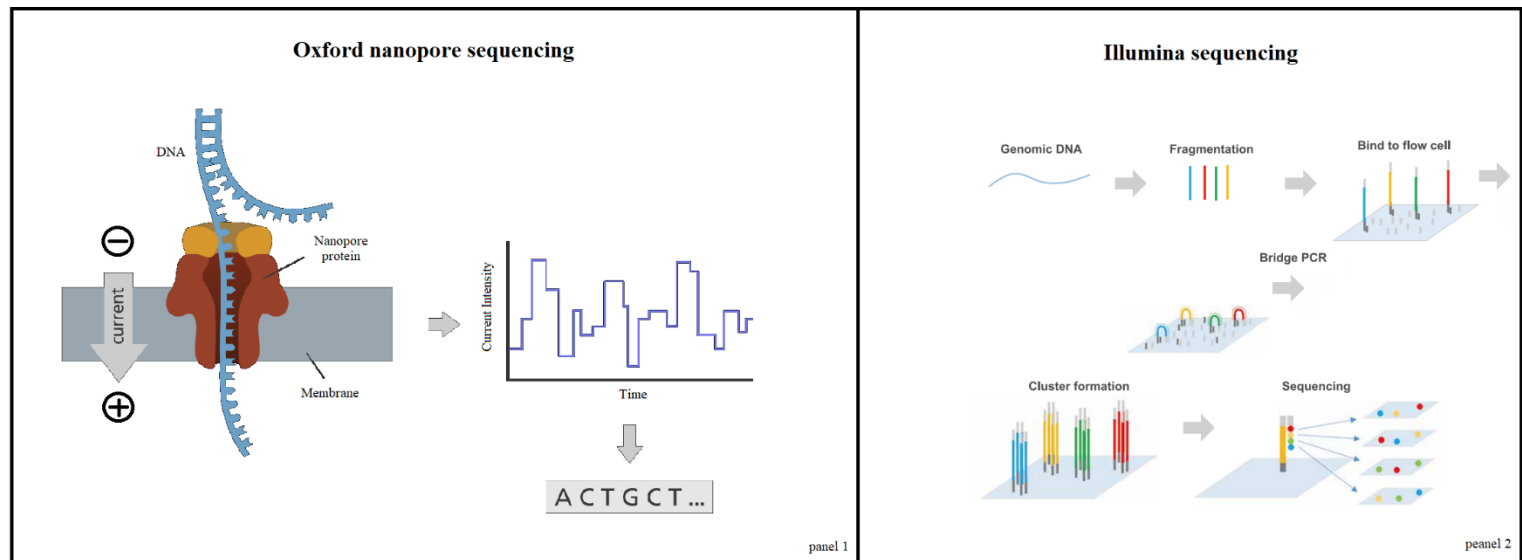 Oxford nanopore sequencing
DNA
Nanopore
protein
current
Membrane
Current Intensity
Time
A C T G C T ...
panel 1
Illumina sequencing
Genomic DNA
Fragmentation
Bind to flow cell
Bridge PCR
Cluster formation
Sequencing
peanel 2